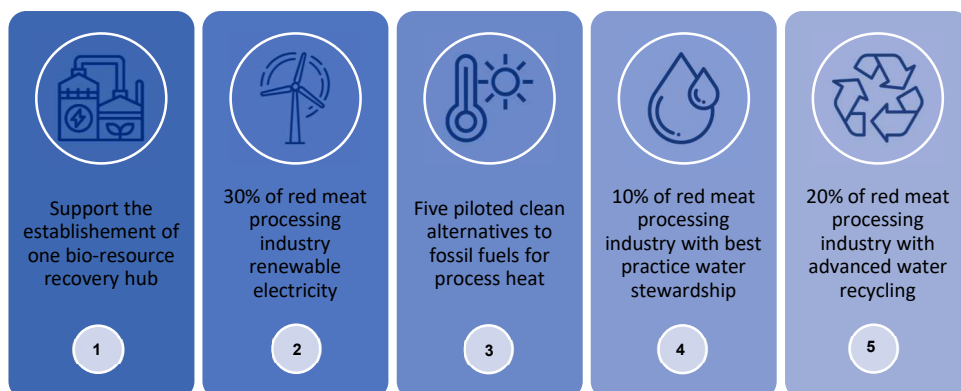 Support the
establishement of
one bio-resource
recovery hub
1
30% of red meat
processing
industry
renewable
electricity
2
Five piloted clean
alternatives to
fossil fuels for
process heat
3
10% of red meat
processing
industry with best
practice water
stewardship
4
20% of red meat
processing
industry with
advanced water
recycling
5